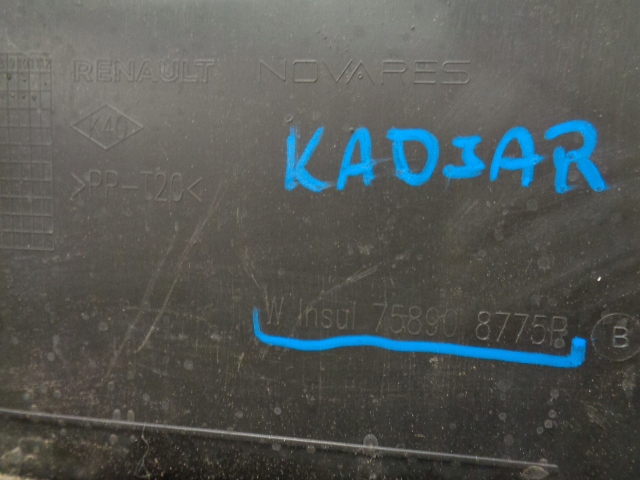 RENAULT NOVARES
K40
>PP-T20<
KADJAR
W Insul 75890 8775R
B